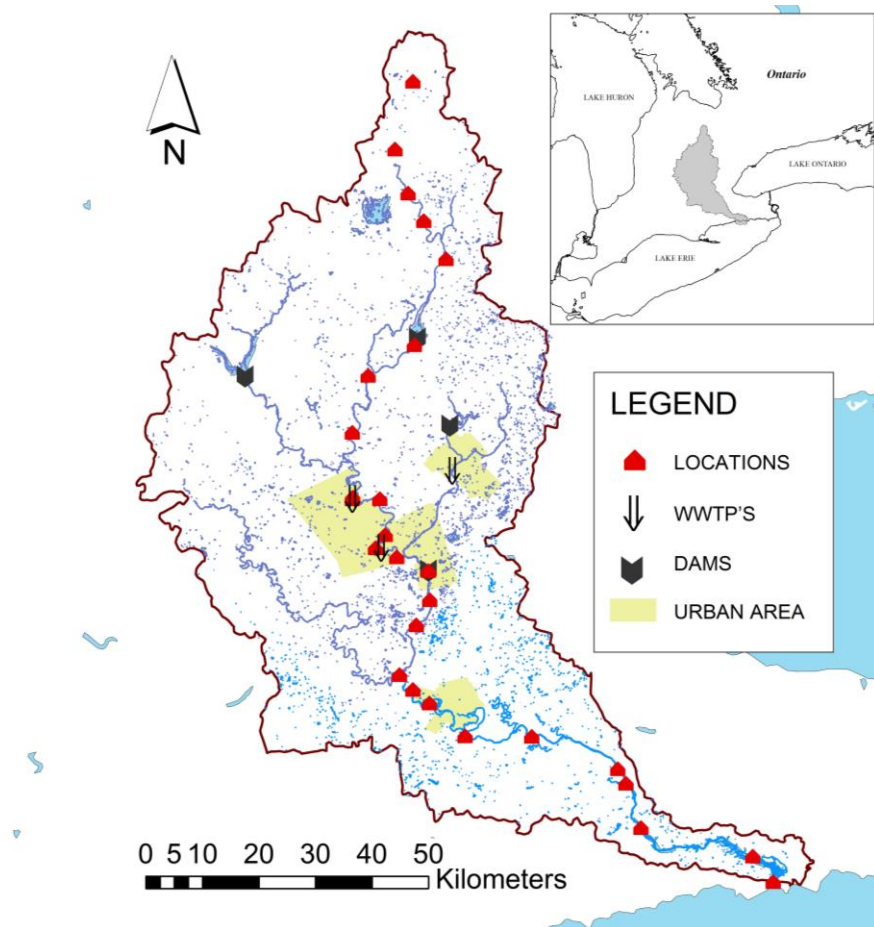 N
Ontario
LAKE HURON
LAKE ONTARIO
LAKE ERIE
LEGEND
LOCATIONS
WWTP'S
DAMS
URBAN AREA
0 5 10 20 30 40 50
Kilometers